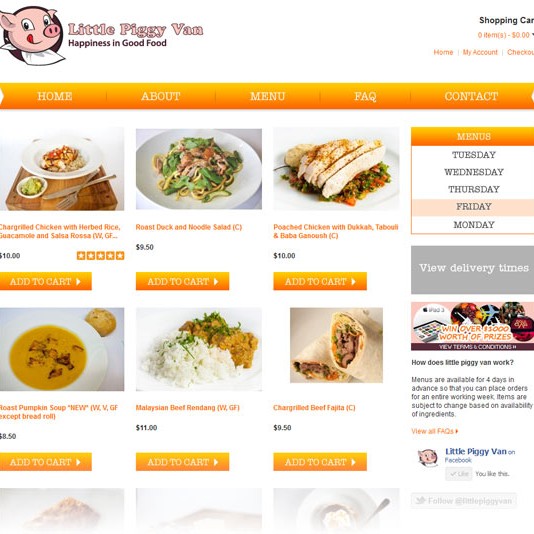 Little Piggy Van
Happiness in Good Food
Shopping Car
0 item(s) - $0.00
Home | My Account | Checkou
HOME
ABOUT
MENU
FAQ
CONTACT
Chargrilled Chicken with Herbed Rice,
Guacamole and Salsa Rossa (W, GF...
$10.00
ADD TO CART
Roast Duck and Noodle Salad (C)
$9.50
ADD TO CART
Poached Chicken with Dukkah, Tabouli
& Baba Ganoush (C)
$10.00
ADD TO CART
MENUS
TUESDAY
WEDNESDAY
THURSDAY
FRIDAY
MONDAY
View delivery times
iPad 3
WIN OVER $1000
WORTH OF PRIZES
VIEW TERMS & CONDITIONS
Roast Pumpkin Soup *NEW* (W, V, GF
except bread roll)
$8.50
ADD TO CART
Malaysian Beef Rendang (W, GF)
$11.00
ADD TO CART
Chargrilled Beef Fajita (C)
$9.50
ADD TO CART
How does little piggy van work?
Menus are available for 4 days in
advance so that you can place orders
for an entire working week. Items are
subject to change based on availability
of ingredients.
View all FAQs
Little Piggy Van on
Facebook
Like You like this.
Follow @littlepiggyvan